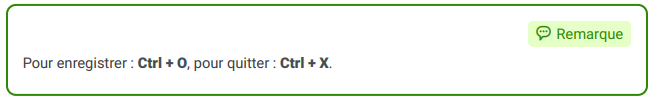 Remarque
Pour enregistrer : Ctrl + O, pour quitter : Ctrl + X.